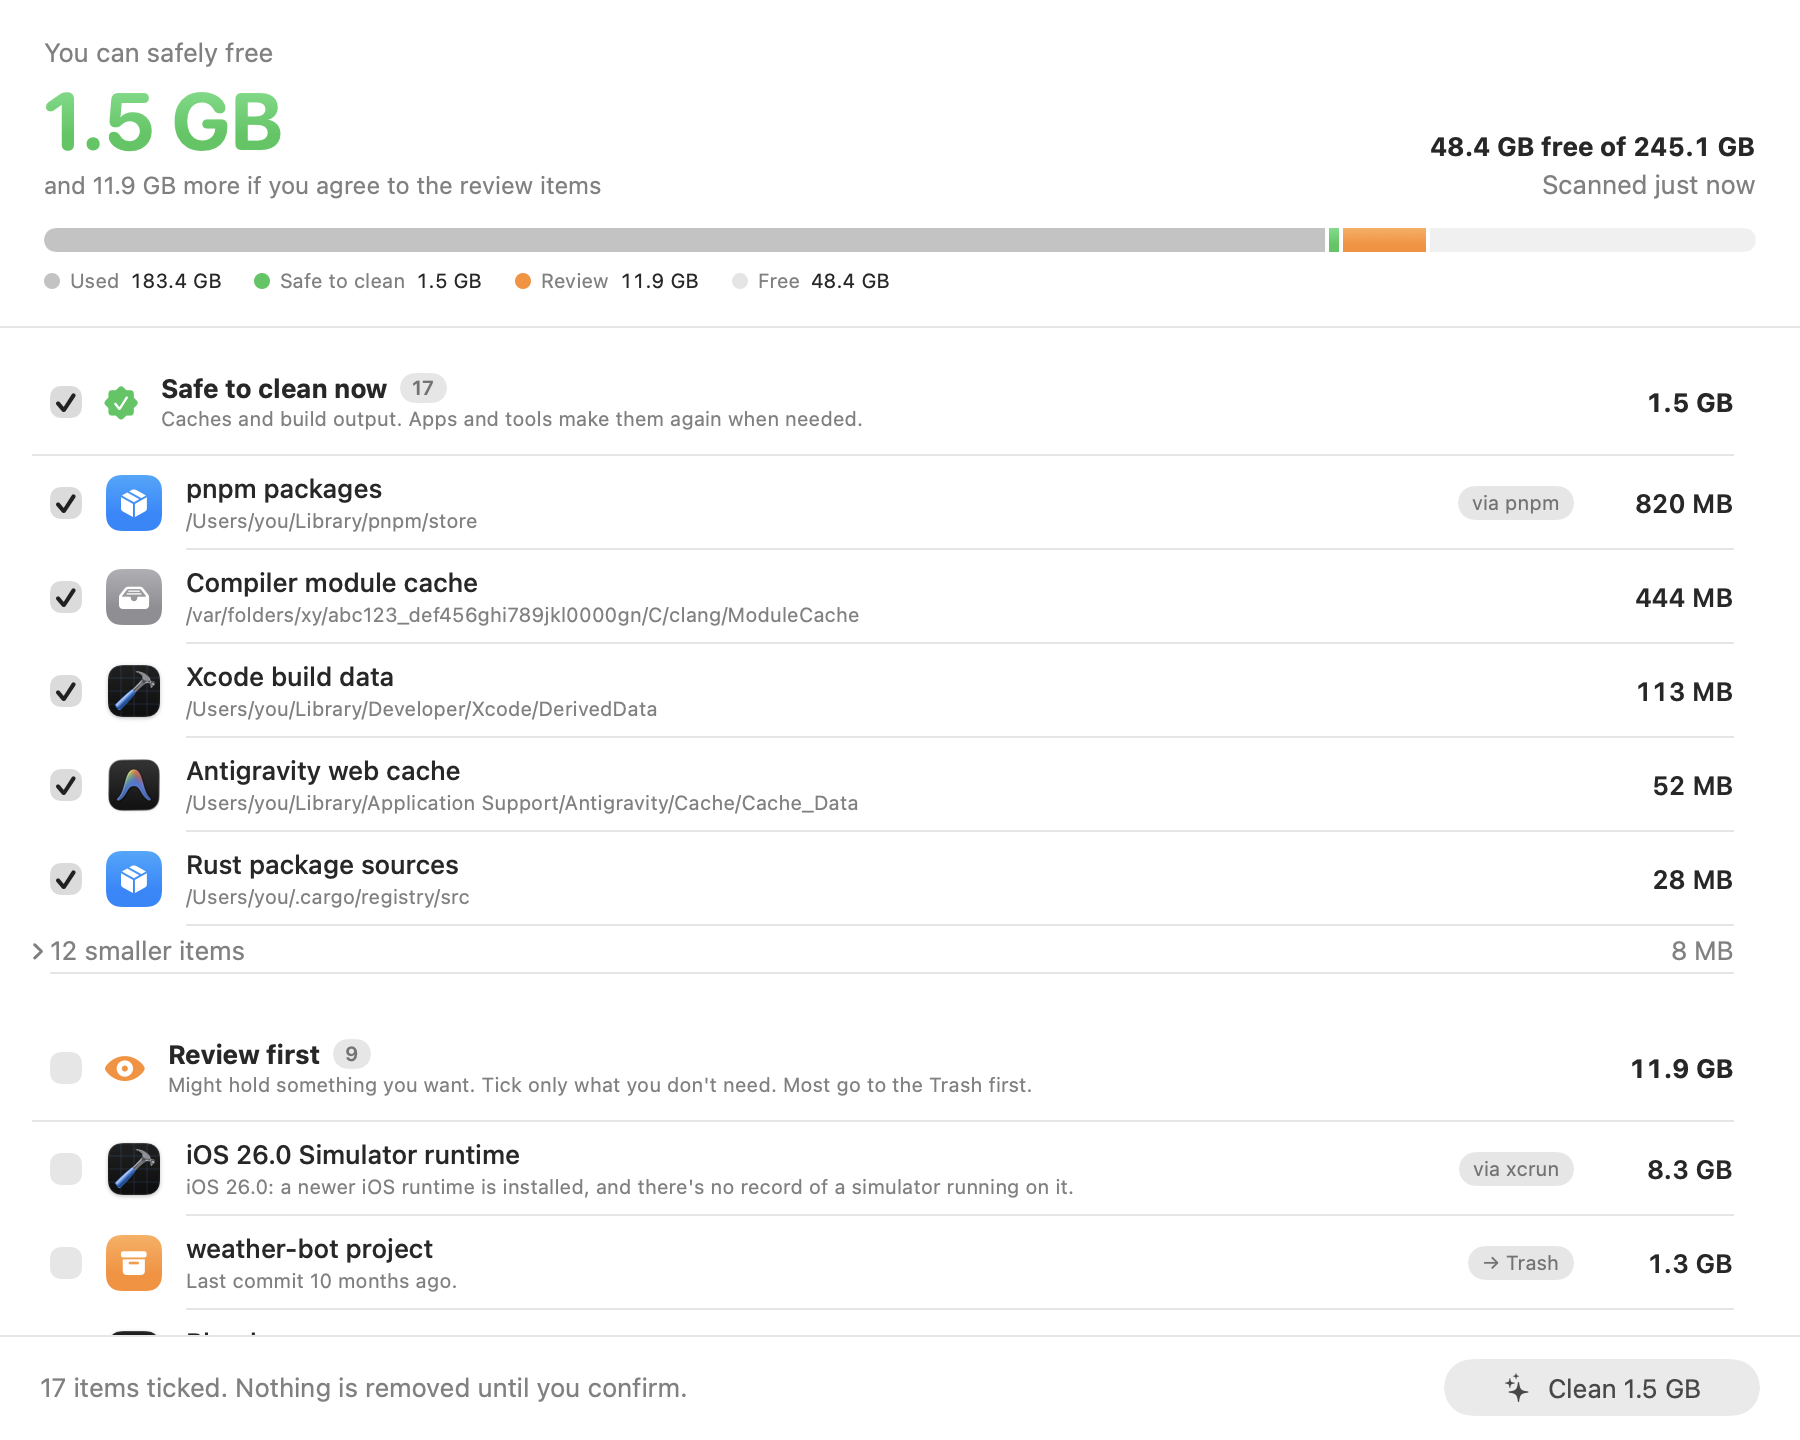 You can safely free
1.5 GB
and 11.9 GB more if you agree to the review items
48.4 GB free of 245.1 GB
Scanned just now
Used 183.4 GB Safe to clean 1.5 GB Review 11.9 GB Free 48.4 GB
Safe to clean now 17
Caches and build output. Apps and tools make them again when needed.
1.5 GB
pnpm packages
/Users/you/Library/pnpm/store
via pnpm 820 MB
Compiler module cache
/var/folders/xy/abc123_def456ghi789jkl0000gn/C/clang/ModuleCache
444 MB
Xcode build data
/Users/you/Library/Developer/Xcode/DerivedData
113 MB
Antigravity web cache
/Users/you/Library/Application Support/Antigravity/Cache/Cache_Data
52 MB
Rust package sources
/Users/you/.cargo/registry/src
28 MB
12 smaller items 8 MB
Review first 9
Might hold something you want. Tick only what you don't need. Most go to the Trash first.
11.9 GB
iOS 26.0 Simulator runtime
iOS 26.0: a newer iOS runtime is installed, and there's no record of a simulator running on it.
via xcrun 8.3 GB
weather-bot project
Last commit 10 months ago.
→ Trash 1.3 GB
17 items ticked. Nothing is removed until you confirm.
Clean 1.5 GB